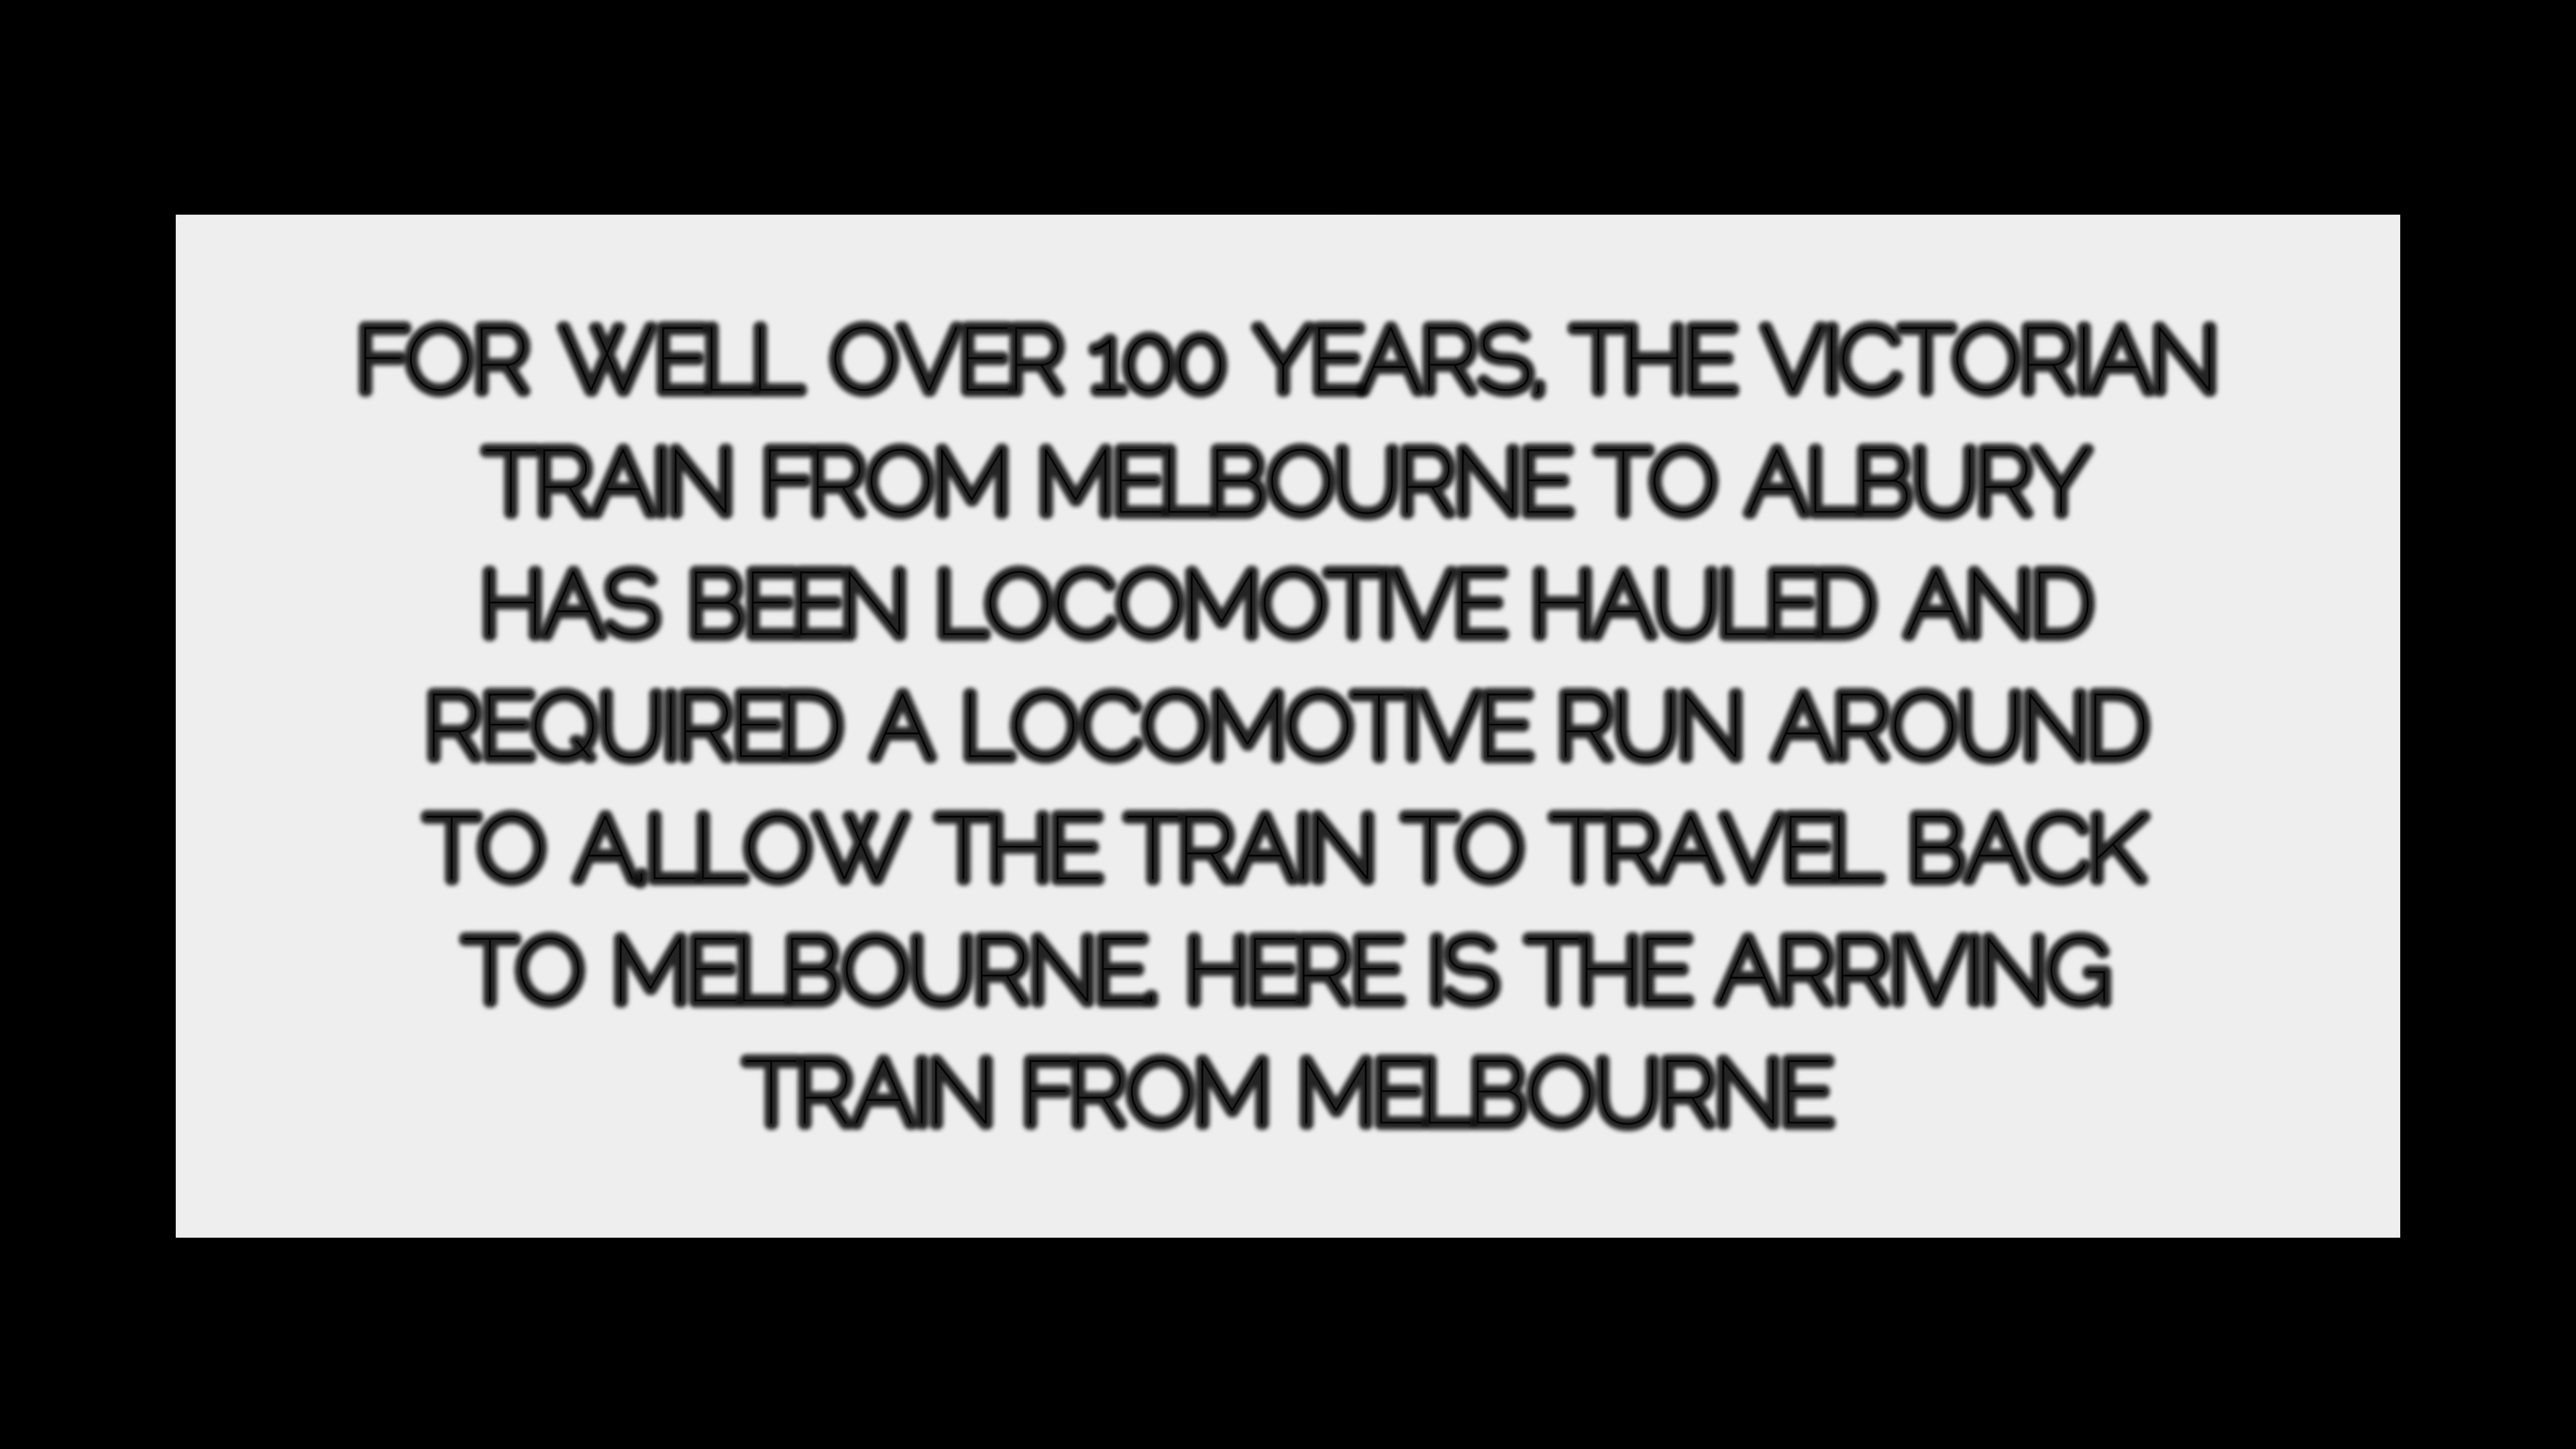 FOR WELL OVER 100 YEARS, THE VICTORIAN
TRAIN FROM MELBOURNE TO ALBURY
HAS BEEN LOCOMOTIVE HAULED AND
REQUIRED A LOCOMOTIVE RUN AROUND
TO A,LLOW THE TRAIN TO TRAVEL BACK
TO MELBOURNE. HERE IS THE ARRIVING
TRAIN FROM MELBOURNE